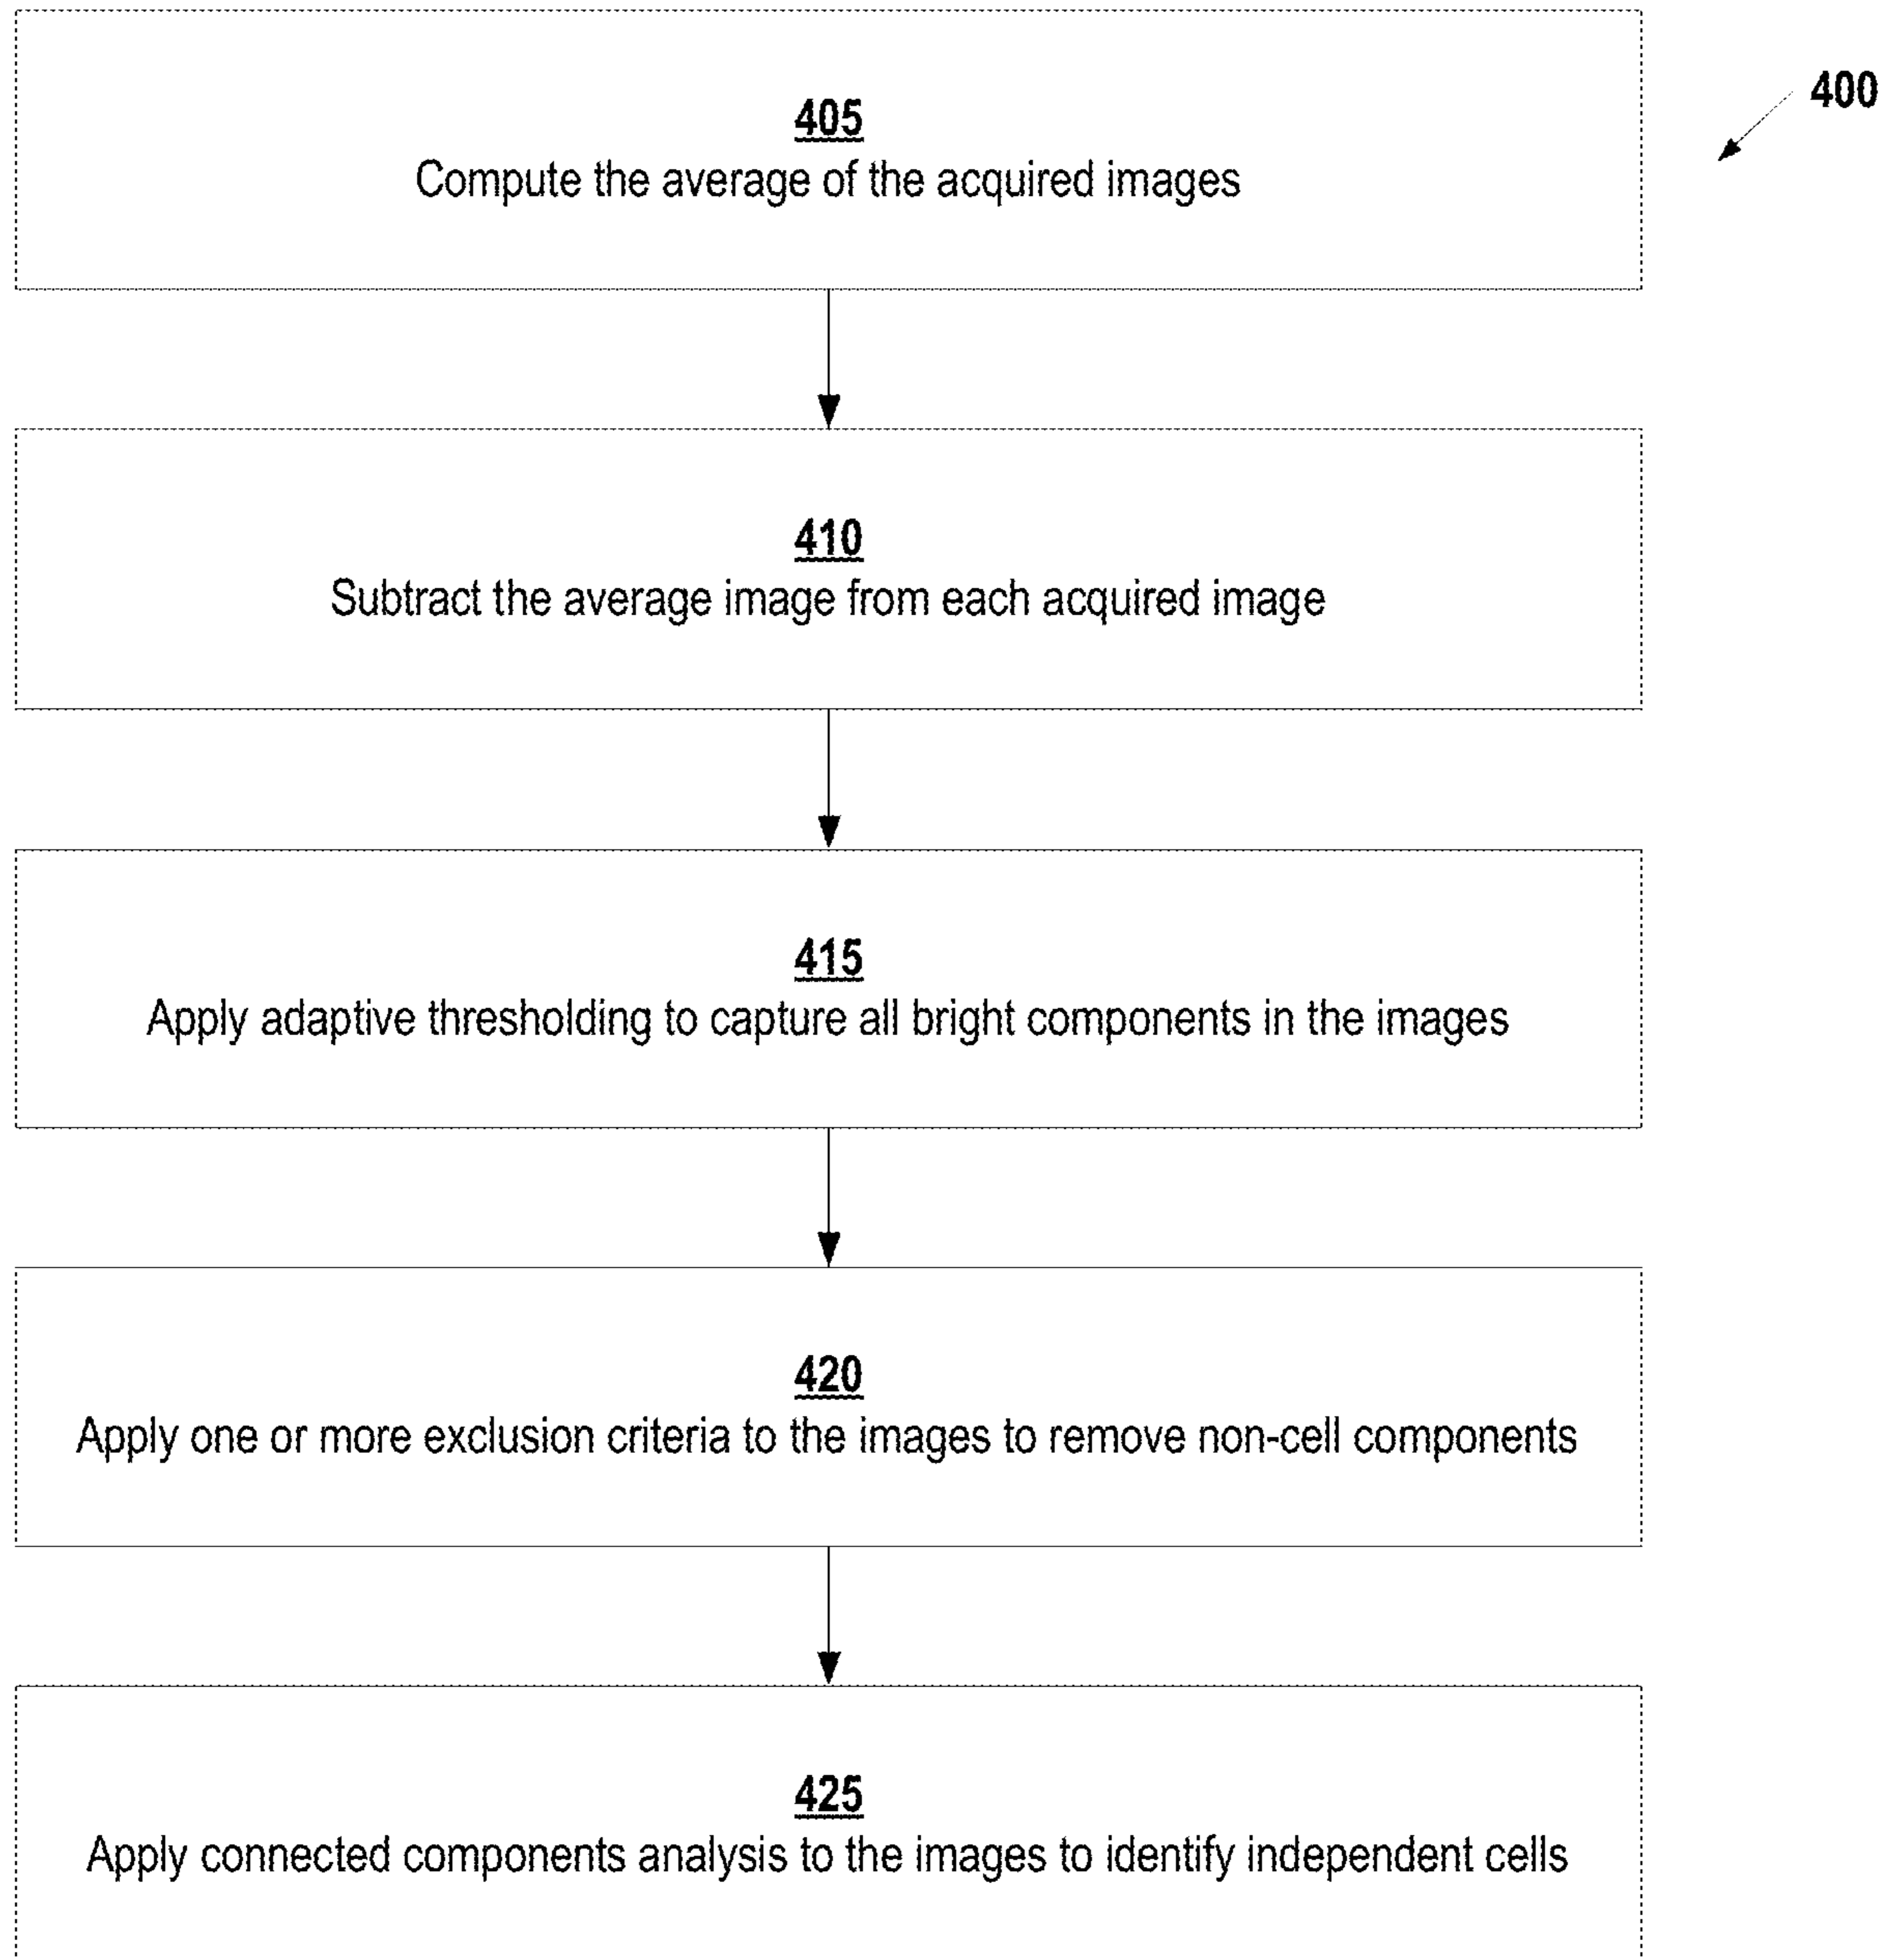 405
Compute the average of the acquired images
400
410
Subtract the average image from each acquired image
415
Apply adaptive thresholding to capture all bright components in the images
420
Apply one or more exclusion criteria to the images to remove non-cell components
425
Apply connected components analysis to the images to identify independent cells